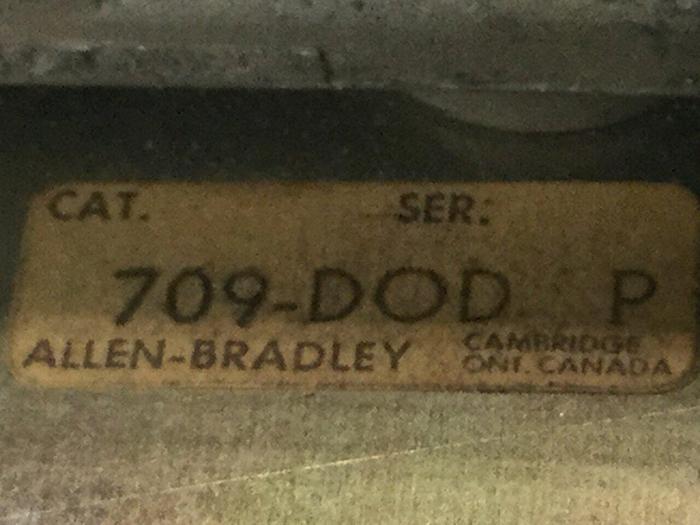 CAT. SER.
709-DOD P
ALLEN-BRADLEY CAMBRIDGE
ONT. CANADA